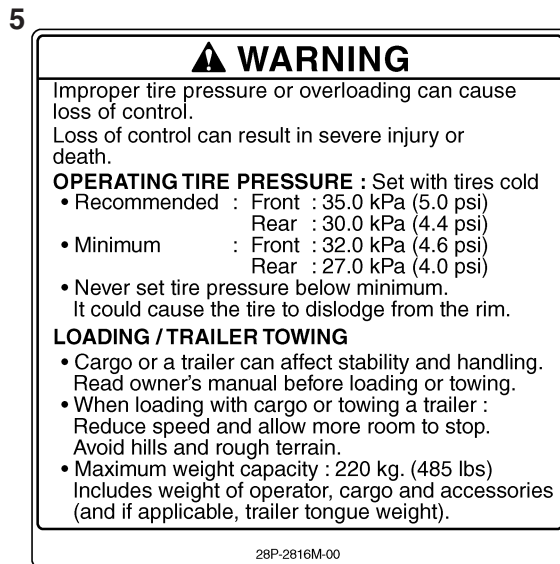 5
WARNING
Improper tire pressure or overloading can cause
loss of control.
Loss of control can result in severe injury or
death.
OPERATING TIRE PRESSURE : Set with tires cold
• Recommended : Front : 35.0 kPa (5.0 psi)
Rear : 30.0 kPa (4.4 psi)
• Minimum : Front : 32.0 kPa (4.6 psi)
Rear : 27.0 kPa (4.0 psi)
• Never set tire pressure below minimum.
It could cause the tire to dislodge from the rim.
LOADING / TRAILER TOWING
• Cargo or a trailer can affect stability and handling.
Read owner's manual before loading or towing.
• When loading with cargo or towing a trailer :
Reduce speed and allow more room to stop.
Avoid hills and rough terrain.
• Maximum weight capacity : 220 kg. (485 lbs)
Includes weight of operator, cargo and accessories
(and if applicable, trailer tongue weight).
28P-2816M-00